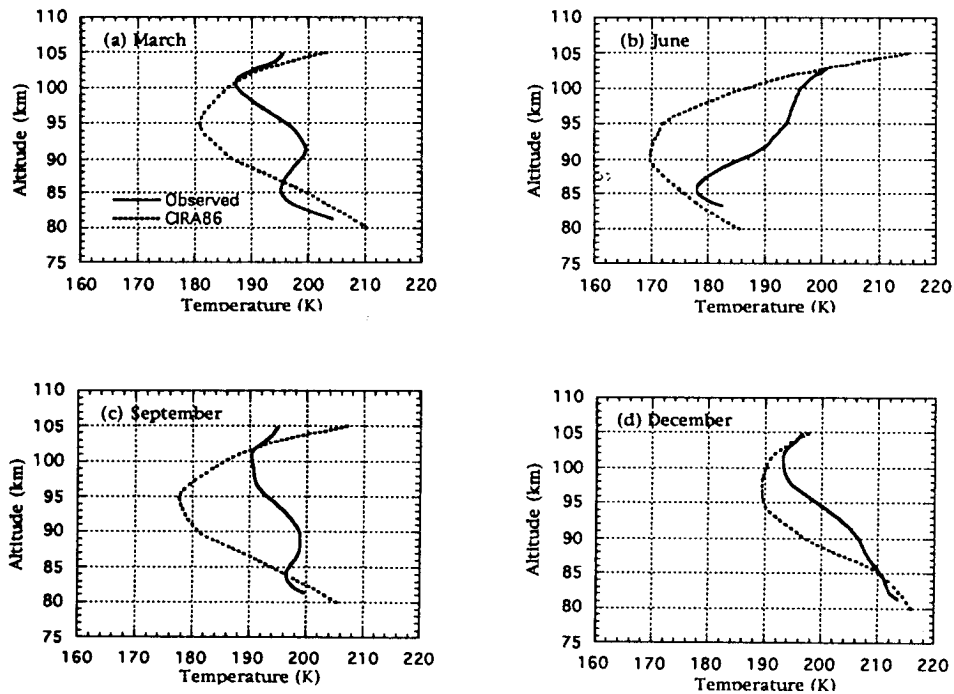 (a) March
Altitude (km)
110
105
100
95
90
85
80
75
Observed
CIRA86
160 170 180 190 200 210 220
Temperature (K)
(b) June
Altitude (km)
110
105
100
95
90
85
80
75
160 170 180 190 200 210 220
Temperature (K)
(c) September
Altitude (km)
110
105
100
95
90
85
80
75
160 170 180 190 200 210 220
Temperature (K)
(d) December
Altitude (km)
110
105
100
95
90
85
80
75
160 170 180 190 200 210 220
Temperature (K)